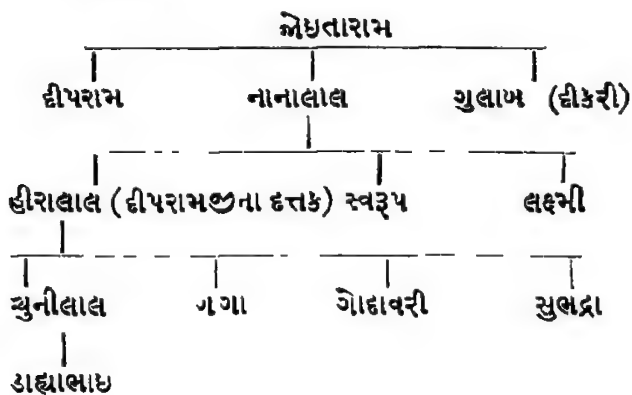 જોઇતારામ
દીપરામ નાનાલાલ ગુલાબ (દીકરી)
હીરાલાલ (દીપરામજીના દત્તક) સ્વરૂપ લક્ષ્મી
ચુનીલાલ ગંગા ગોદાવરી સુભદ્રા
ડાહ્યાભાઇ